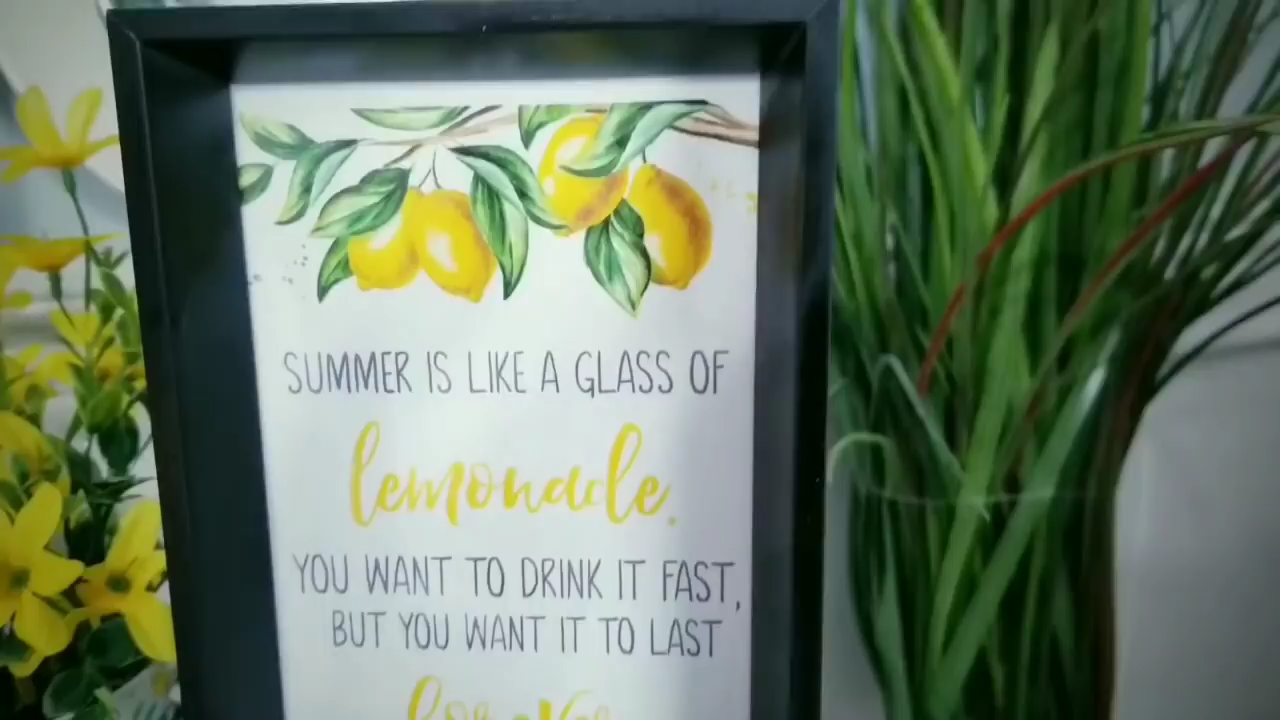 SUMMER IS LIKE A GLASS OF
lemonade.
YOU WANT TO DRINK IT FAST,
BUT YOU WANT IT TO LAST